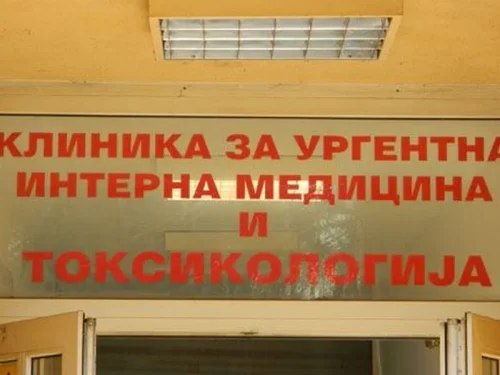 КЛИНИКА ЗА УРГЕНТНА
ИНТЕРНА МЕДИЦИНА
И
ТОКСИКОЛОГИЈА